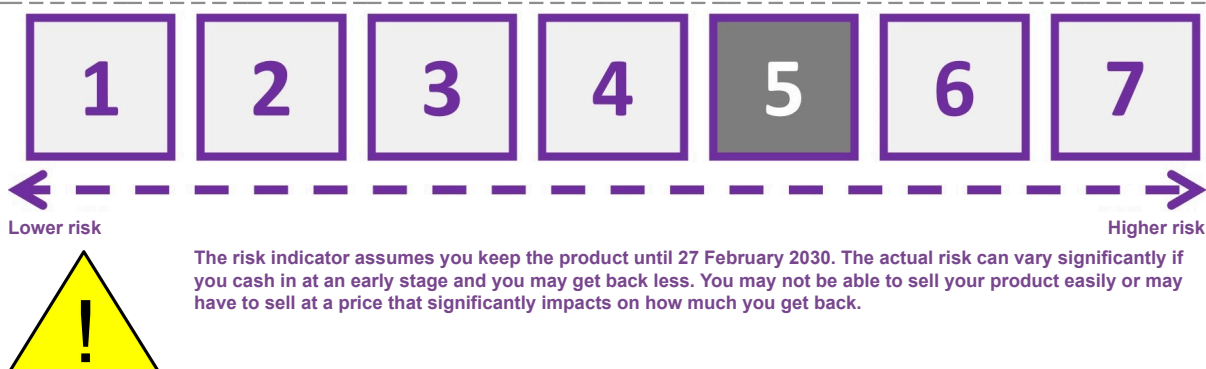 1 2 3 4 5 6 7
Lower risk Higher risk
The risk indicator assumes you keep the product until 27 February 2030. The actual risk can vary significantly if
you cash in at an early stage and you may get back less. You may not be able to sell your product easily or may
have to sell at a price that significantly impacts on how much you get back.
!